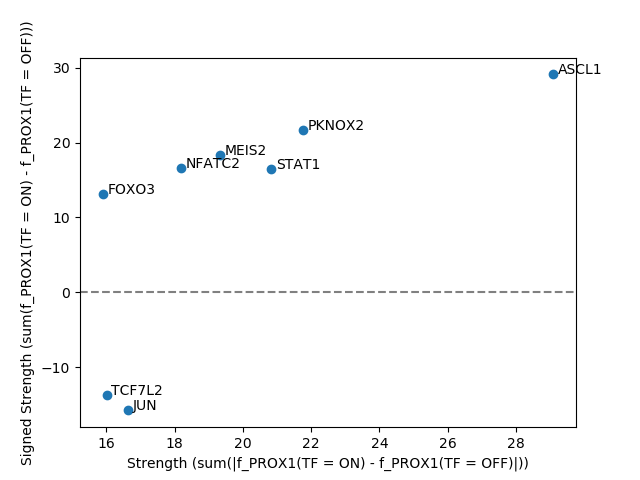 Signed Strength (sum(f_PROX1(TF = ON) - f_PROX1(TF = OFF)))
30
20
10
0
−10
ASCL1
PKNOX2
MEIS2
NFATC2
STAT1
FOXO3
TCF7L2
JUN
16 18 20 22 24 26 28
Strength (sum(|f_PROX1(TF = ON) - f_PROX1(TF = OFF)|))